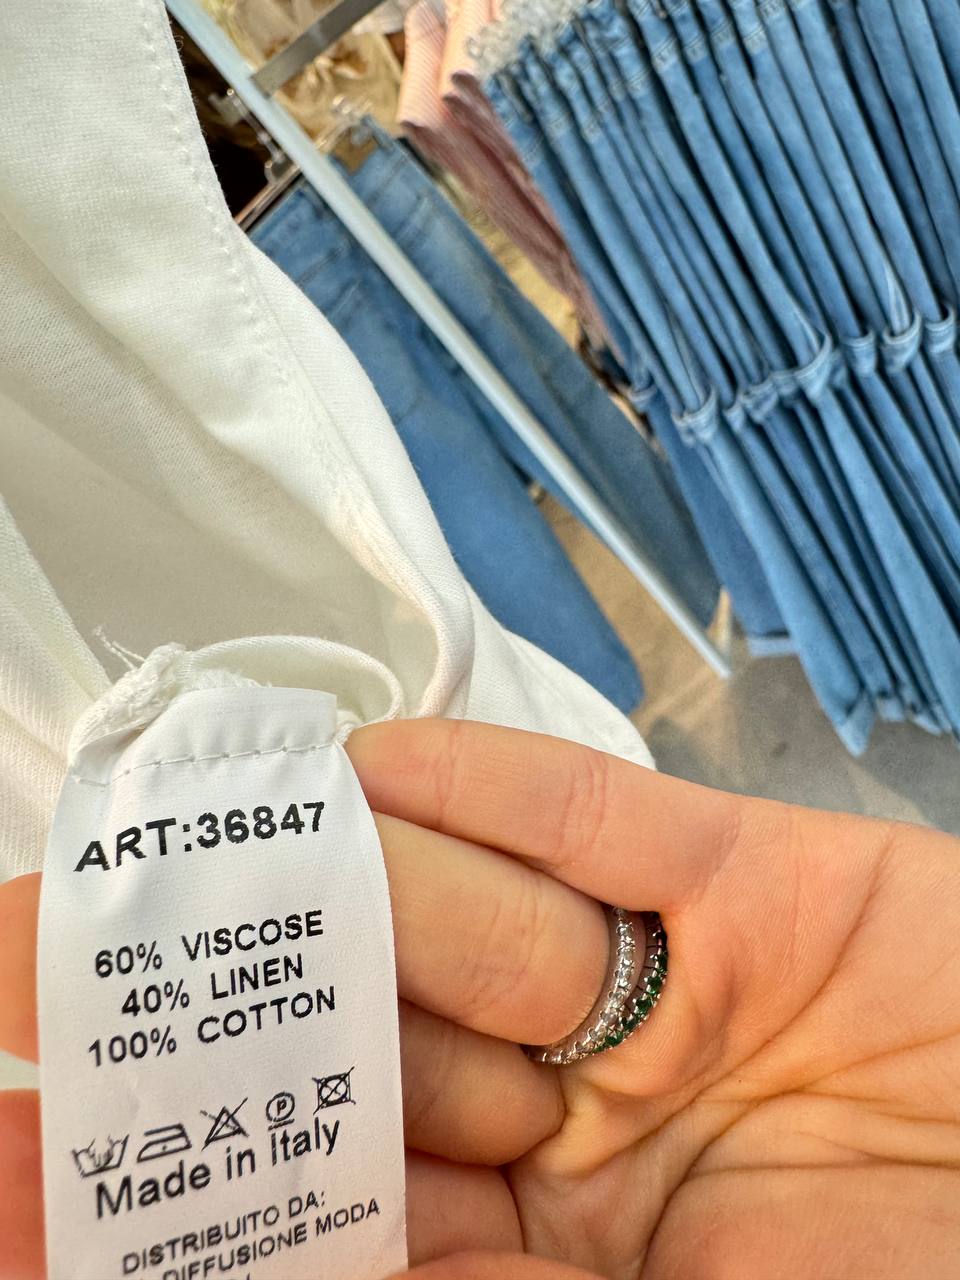 ART:36847
60% VISCOSE
40% LINEN
100% COTTON
P
Made in Italy
DISTRIBUITO DA:
DIFFUSIONE MODA